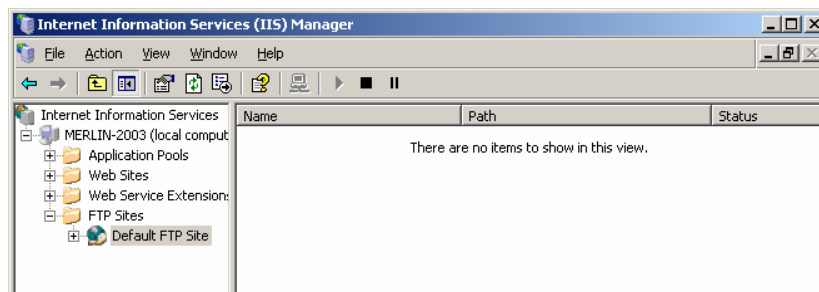 Internet Information Services (IIS) Manager
File Action View Window Help
Internet Information Services
MERLIN-2003 (local comput
Application Pools
Web Sites
Web Service Extension
FTP Sites
Default FTP Site
Name Path Status
There are no items to show in this view.